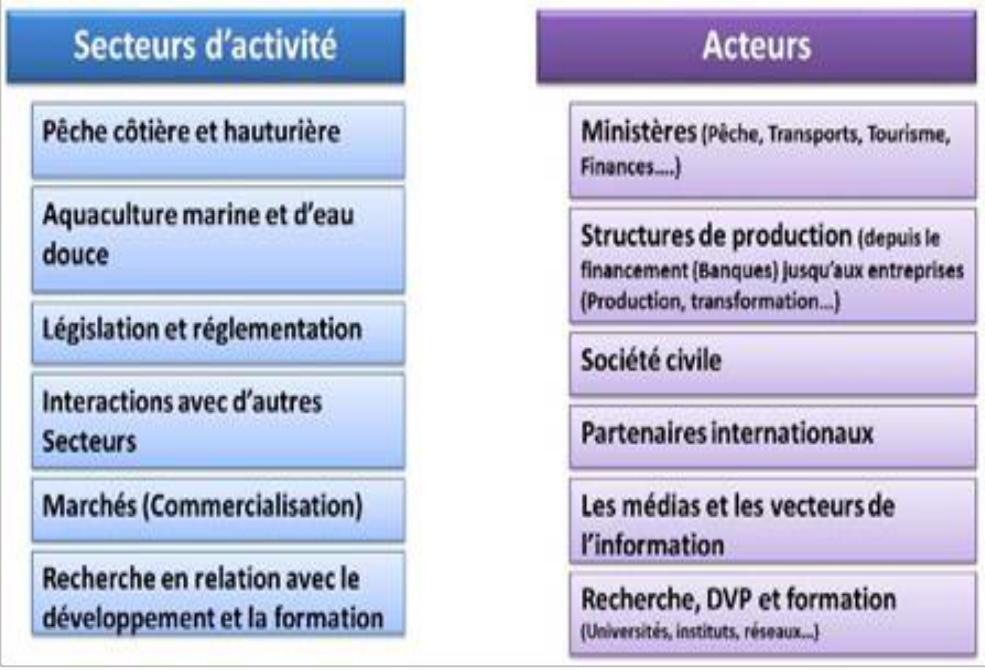 Secteurs d'activité
Pêche côtière et hauturière
Aquaculture marine et d'eau
douce
Législation et réglementation
Interactions avec d'autres
Secteurs
Marchés (Commercialisation)
Recherche en relation avec le
développement et la formation
Acteurs
Ministères (Pêche, Transports, Tourisme,
Finances....)
Structures de production (depuis le
financement (Banques) jusqu'aux entreprises
(Production, transformation...)
Société civile
Partenaires internationaux
Les médias et les vecteurs de
l'information
Recherche, DVP et formation
(Universités, instituts, réseaux...)